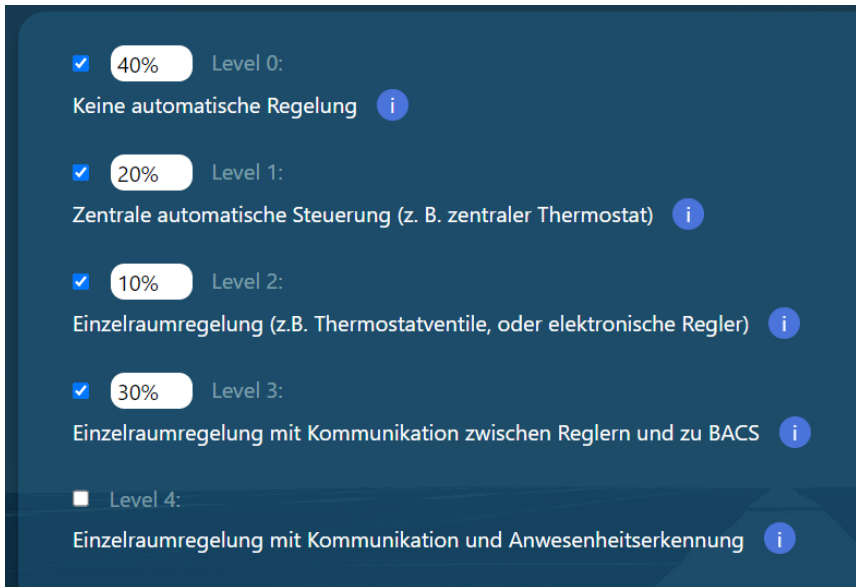 40% Level 0:
Keine automatische Regelung i
20% Level 1:
Zentrale automatische Steuerung (z. B. zentraler Thermostat) i
10% Level 2:
Einzelraumregelung (z.B. Thermostatventile, oder elektronische Regler) i
30% Level 3:
Einzelraumregelung mit Kommunikation zwischen Reglern und zu BACS i
Level 4:
Einzelraumregelung mit Kommunikation und Anwesenheitserkennung i